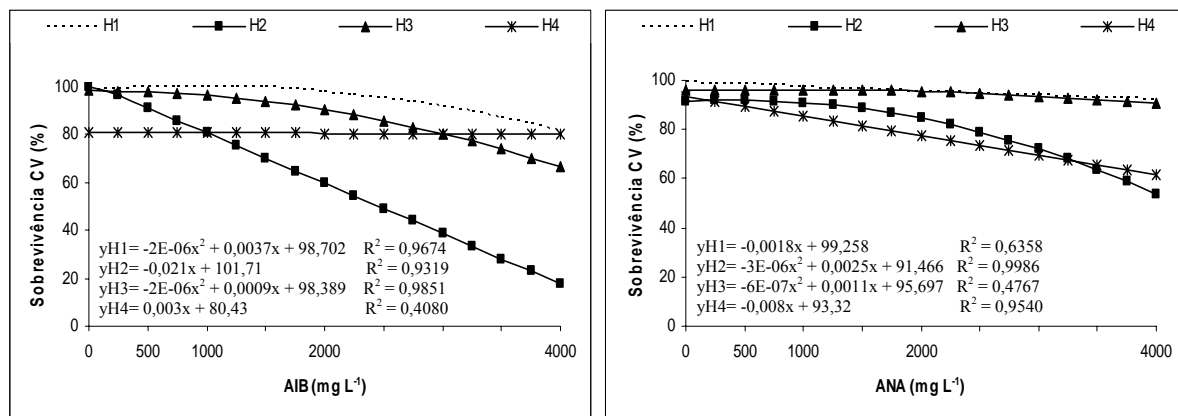 H1 H2 H3 H4
Sobrevivência CV (%)
100
80
60
40
20
0
yH1= -2E-06x² + 0,0037x + 98,702 R² = 0,9674
yH2= -0,021x + 101,71 R² = 0,9319
yH3= -2E-06x² + 0,0009x + 98,389 R² = 0,9851
yH4= 0,003x + 80,43 R² = 0,4080
0 500 1000 2000 4000
AIB (mg L⁻¹)
H1 H2 H3 H4
Sobrevivência CV (%)
100
80
60
40
20
0
yH1= -0,0018x + 99,258 R² = 0,6358
yH2= -3E-06x² + 0,0025x + 91,466 R² = 0,9986
yH3= -6E-07x² + 0,0011x + 95,697 R² = 0,4767
yH4= -0,008x + 93,32 R² = 0,9540
0 500 1000 2000 4000
ANA (mg L⁻¹)